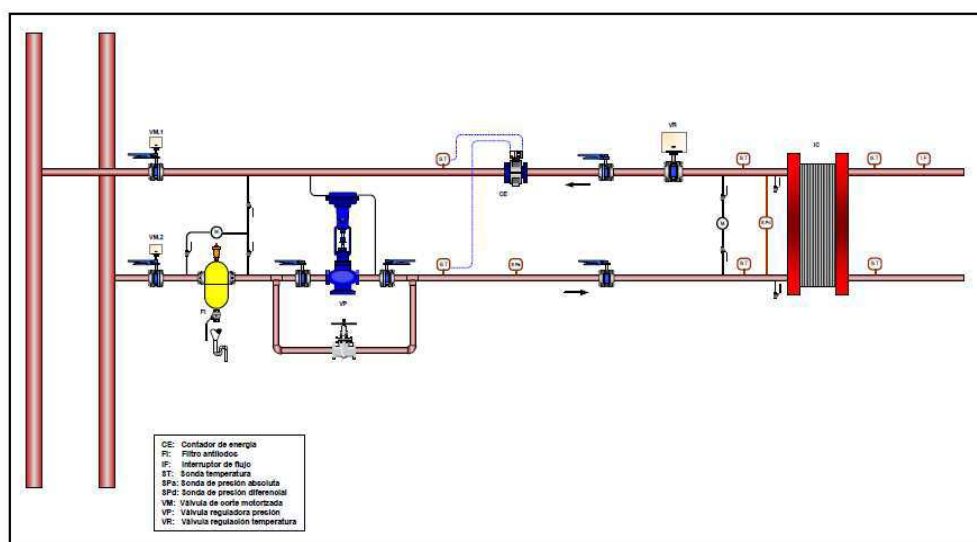 VM.1
VR
IC
S.T
S.T
S.T
I.F
CE
M
M
S.Pd
VM.2
S.T
S.Pa
S.T
S.T
FI
VP
CE: Contador de energía
FI: Filtro antilodos
IF: Interruptor de flujo
ST: Sonda temperatura
SPa: Sonda de presión absoluta
SPd: Sonda de presión diferencial
VM: Válvula de corte motorizada
VP: Válvula reguladora presión
VR: Válvula regulación temperatura